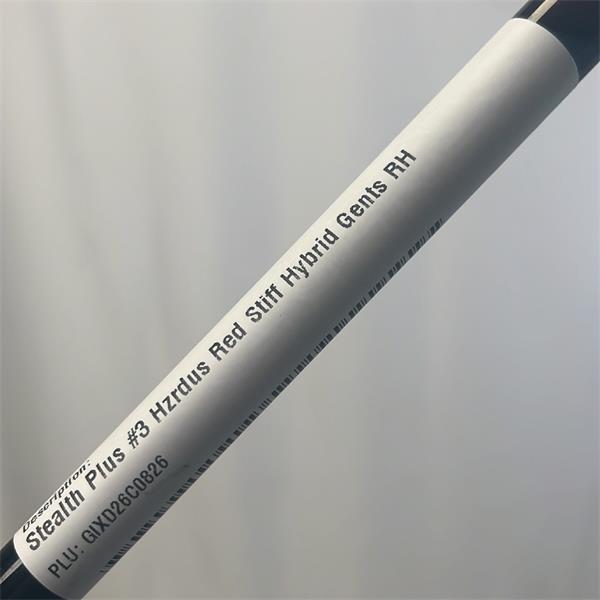 Description:
Stealth Plus #3 Hzrdus Red Stiff Hybrid Gents RH
PLU: GIXD26C0826